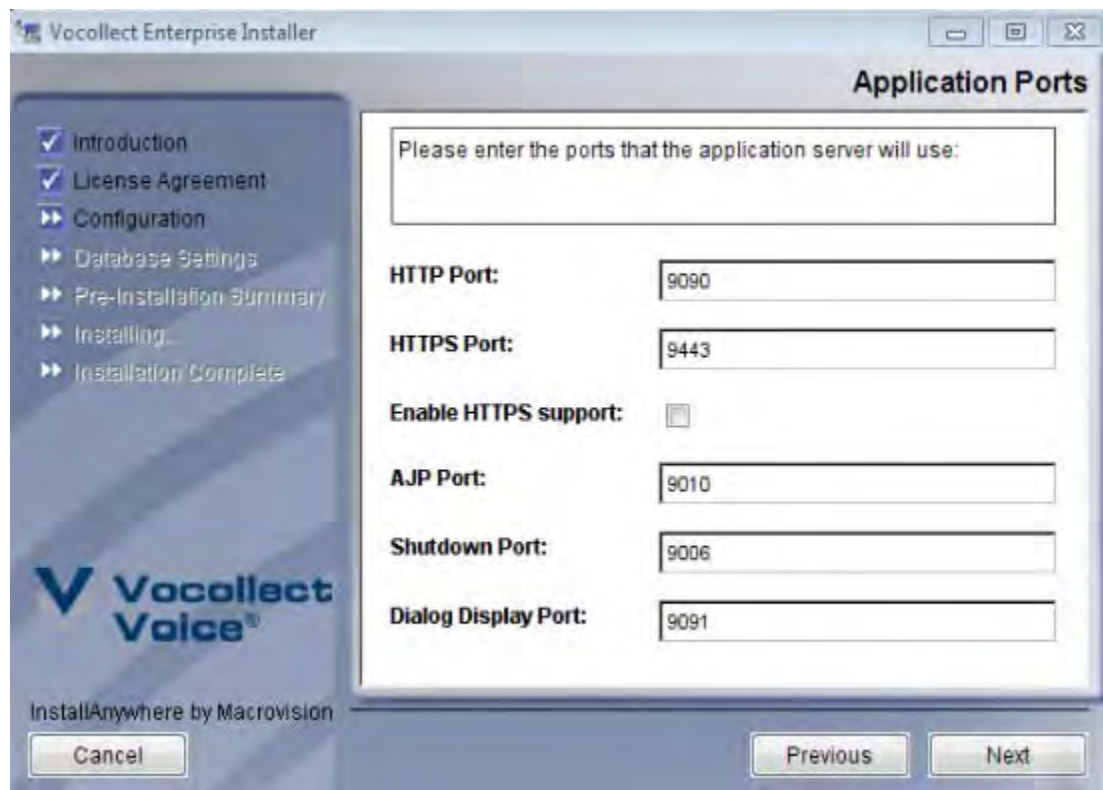 Vocollect Enterprise Installer
Application Ports
Introduction
License Agreement
Configuration
Database Settings
Pre-Installation Summary
Installing...
Installation Complete
Vocollect
Voice®
Please enter the ports that the application server will use:
HTTP Port:
9090
HTTPS Port:
9443
Enable HTTPS support:
AJP Port:
9010
Shutdown Port:
9006
Dialog Display Port:
9091
InstallAnywhere by Macrovision
Cancel
Previous
Next